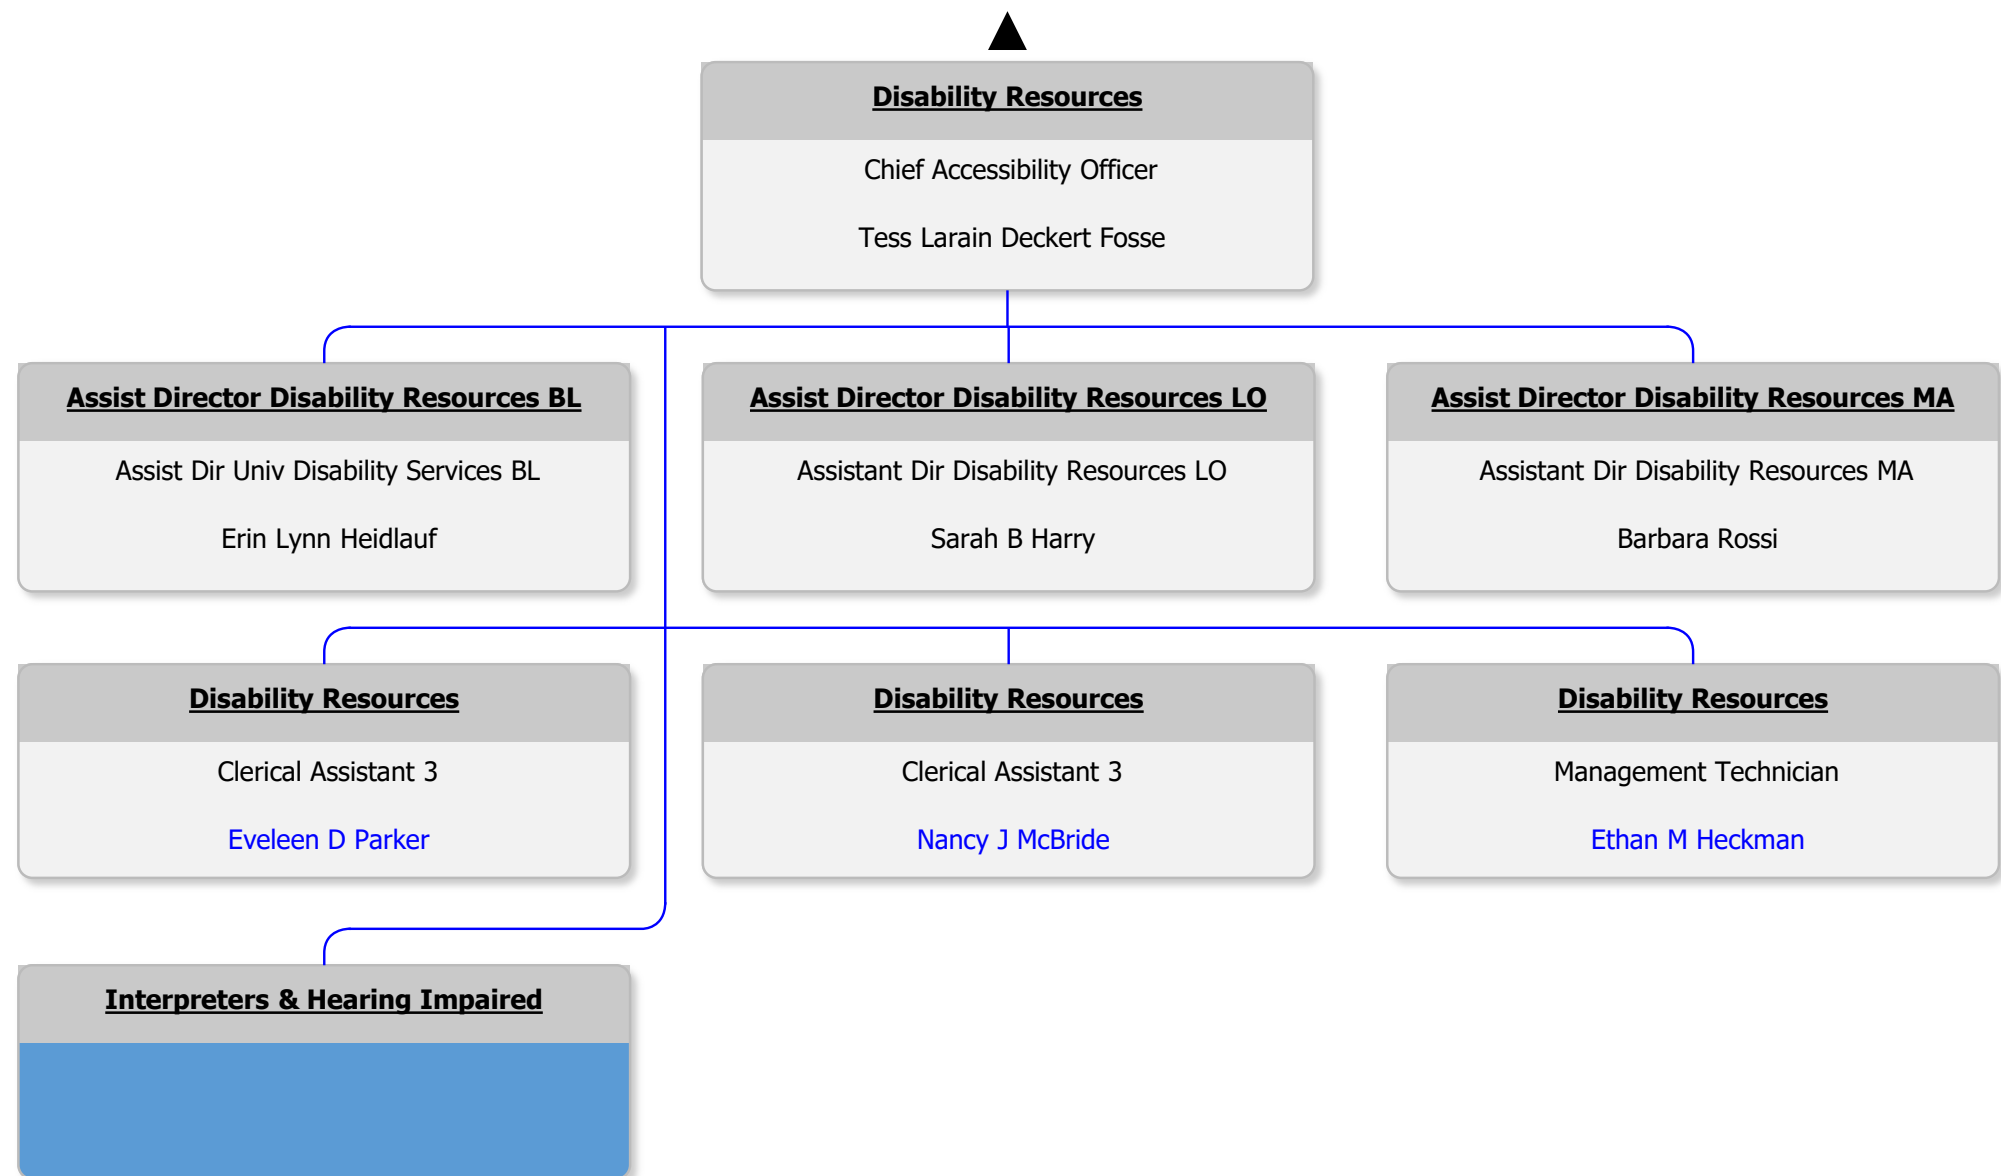 Disability Resources
Chief Accessibility Officer
Tess Larain Deckert Fosse
Assist Director Disability Resources BL
Assist Dir Univ Disability Services BL
Erin Lynn Heidlauf
Assist Director Disability Resources LO
Assistant Dir Disability Resources LO
Sarah B Harry
Assist Director Disability Resources MA
Assistant Dir Disability Resources MA
Barbara Rossi
Disability Resources
Clerical Assistant 3
Eveleen D Parker
Disability Resources
Clerical Assistant 3
Nancy J McBride
Disability Resources
Management Technician
Ethan M Heckman
Interpreters & Hearing Impaired